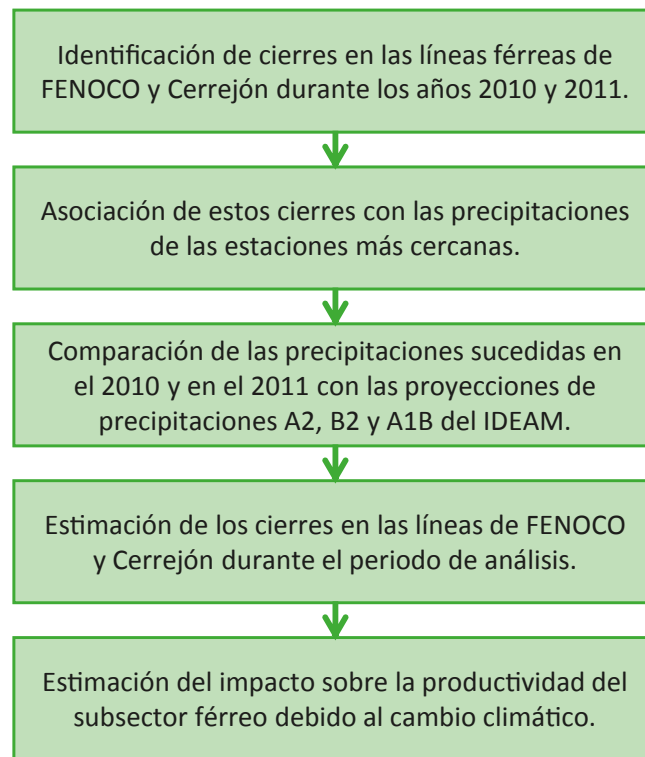 Identificación de cierres en las líneas férreas de
FENOCO y Cerrejón durante los años 2010 y 2011.
Asociación de estos cierres con las precipitaciones
de las estaciones más cercanas.
Comparación de las precipitaciones sucedidas en
el 2010 y en el 2011 con las proyecciones de
precipitaciones A2, B2 y A1B del IDEAM.
Estimación de los cierres en las líneas de FENOCO
y Cerrejón durante el periodo de análisis.
Estimación del impacto sobre la productividad del
subsector férreo debido al cambio climático.